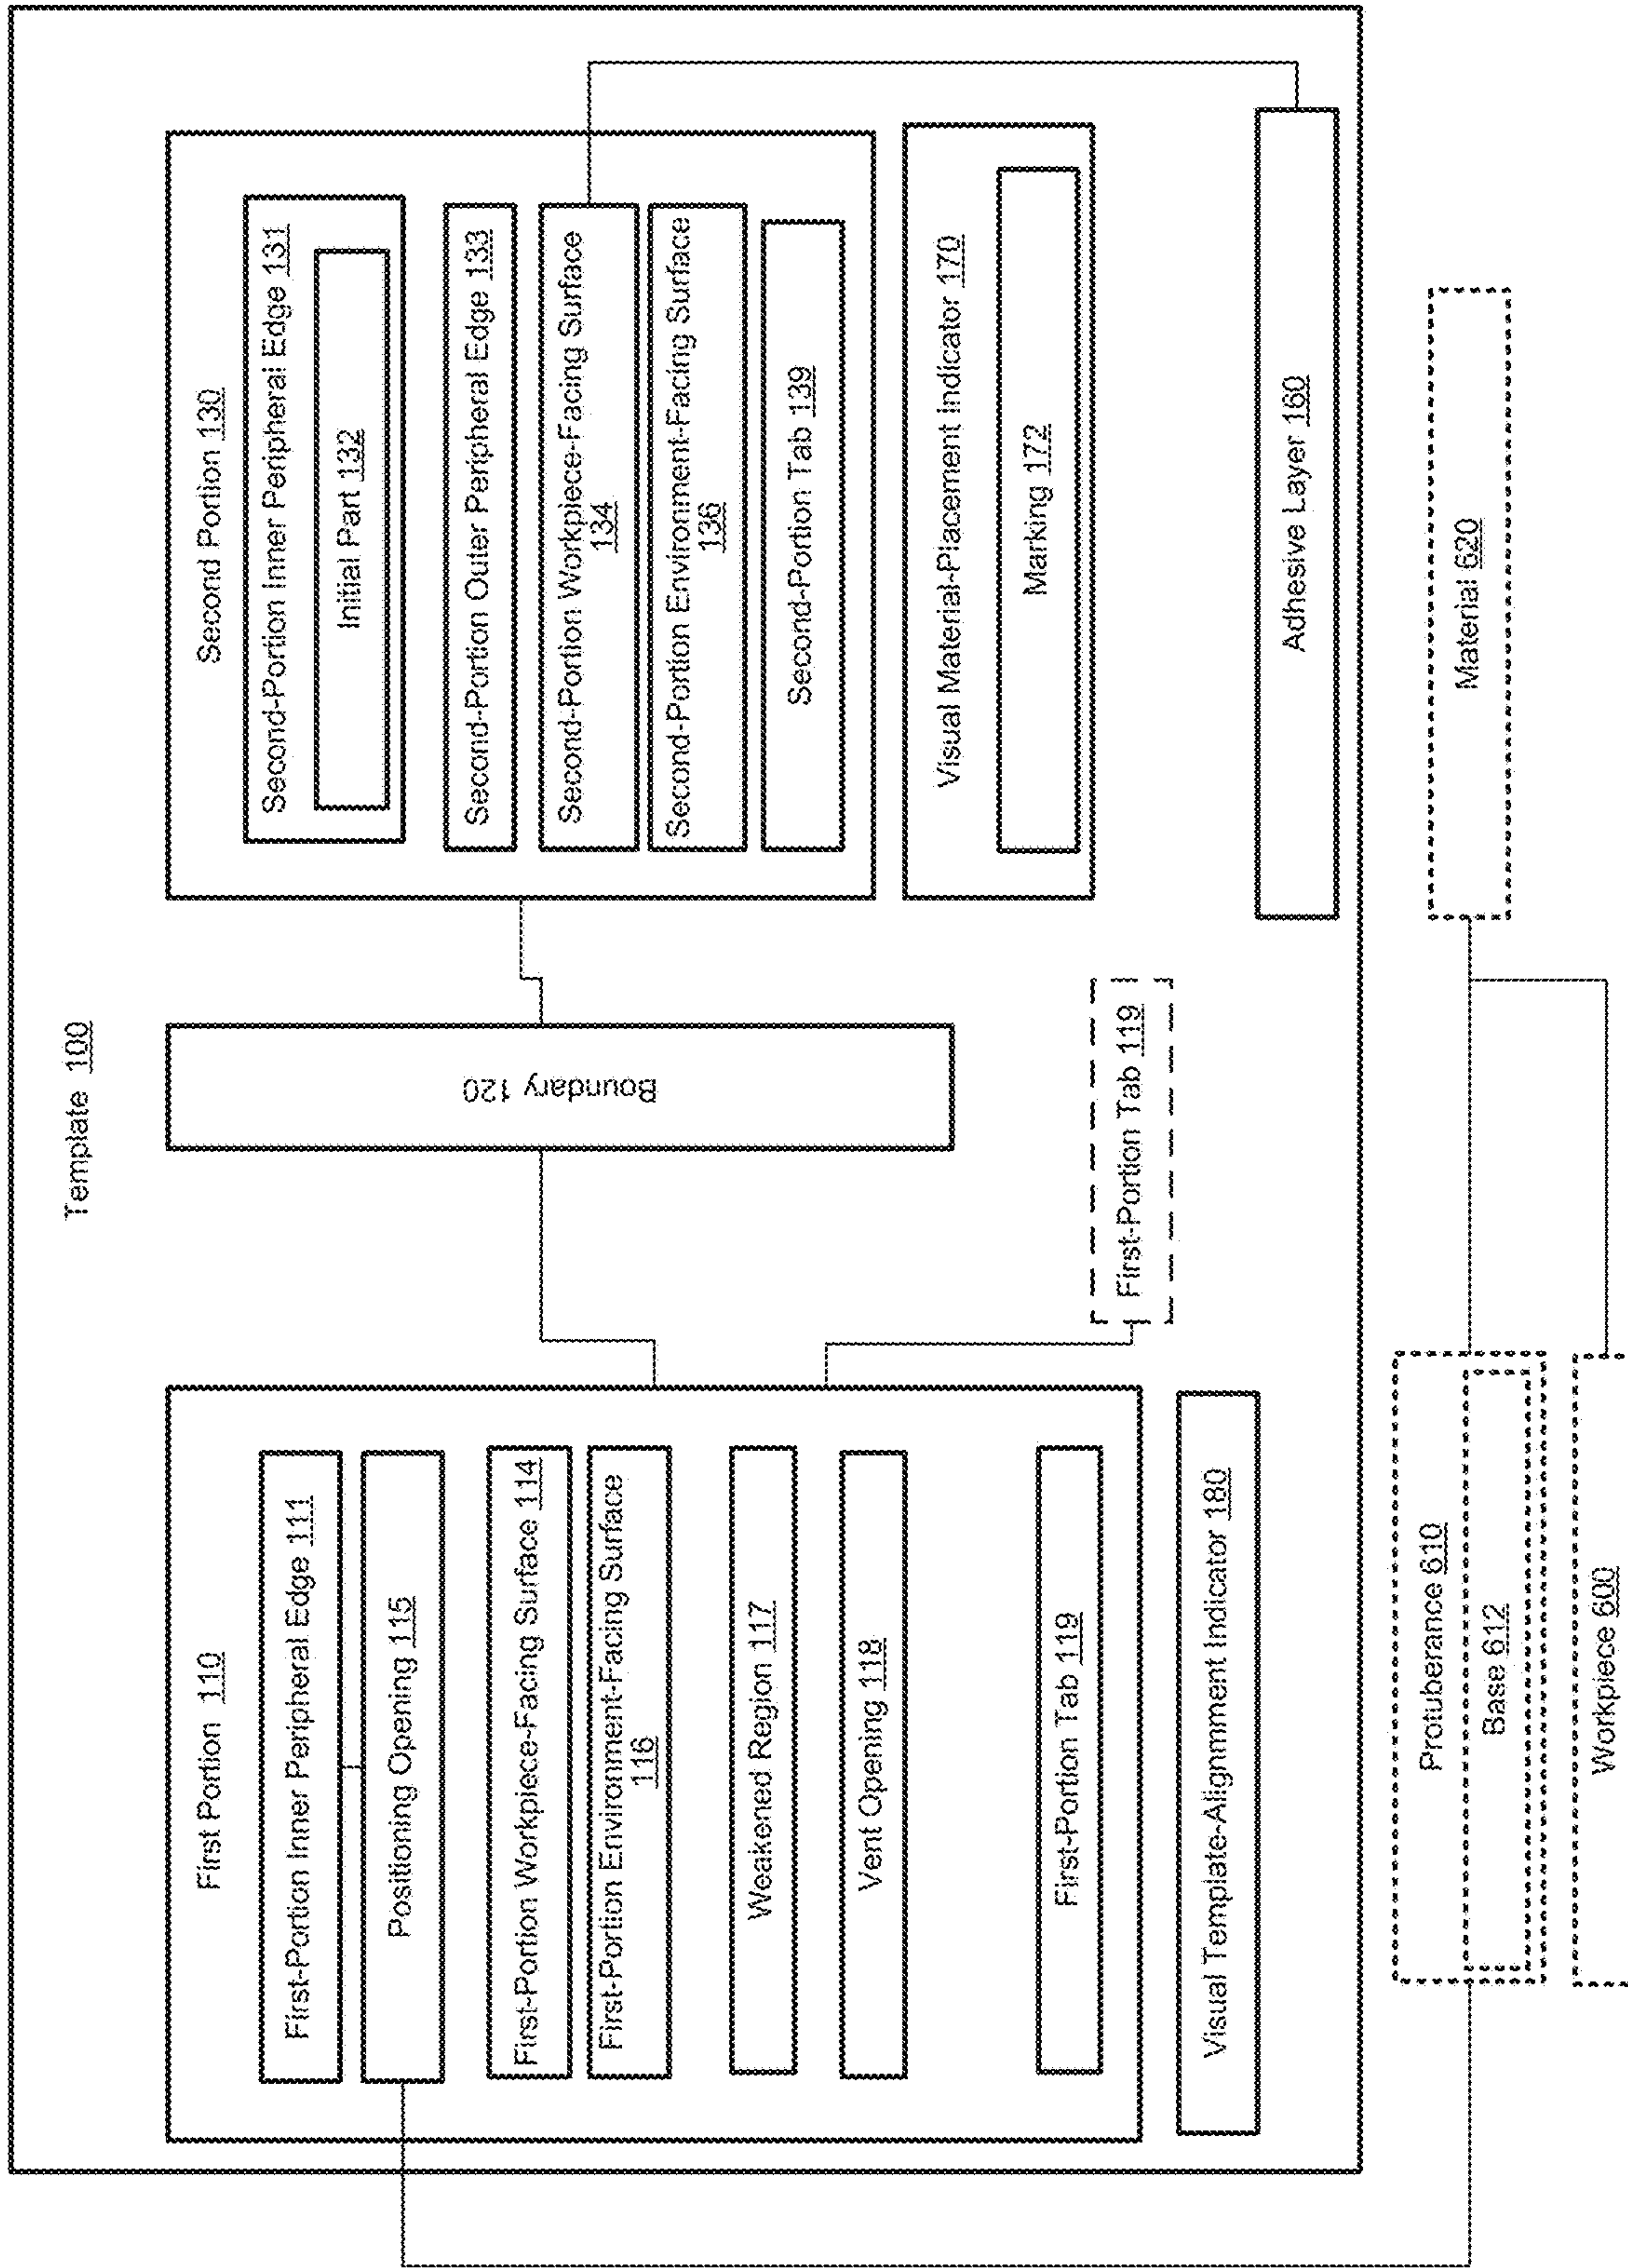 Template 100
First Portion 110
First-Portion Inner Peripheral Edge 111
Positioning Opening 115
First-Portion Workpiece-Facing Surface 114
First-Portion Environment-Facing Surface
116
Weakened Region 117
Vent Opening 118
First-Portion Tab 119
Visual Template-Alignment Indicator 180
Boundary 120
First-Portion Tab 119
Second Portion 130
Second-Portion Inner Peripheral Edge 131
Initial Part 132
Second-Portion Outer Peripheral Edge 133
Second-Portion Workpiece-Facing Surface
134
Second-Portion Environment-Facing Surface
136
Second-Portion Tab 139
Visual Material-Placement Indicator 170
Marking 172
Adhesive Layer 160
Protuberance 610
Base 612
Workpiece 600
Material 620